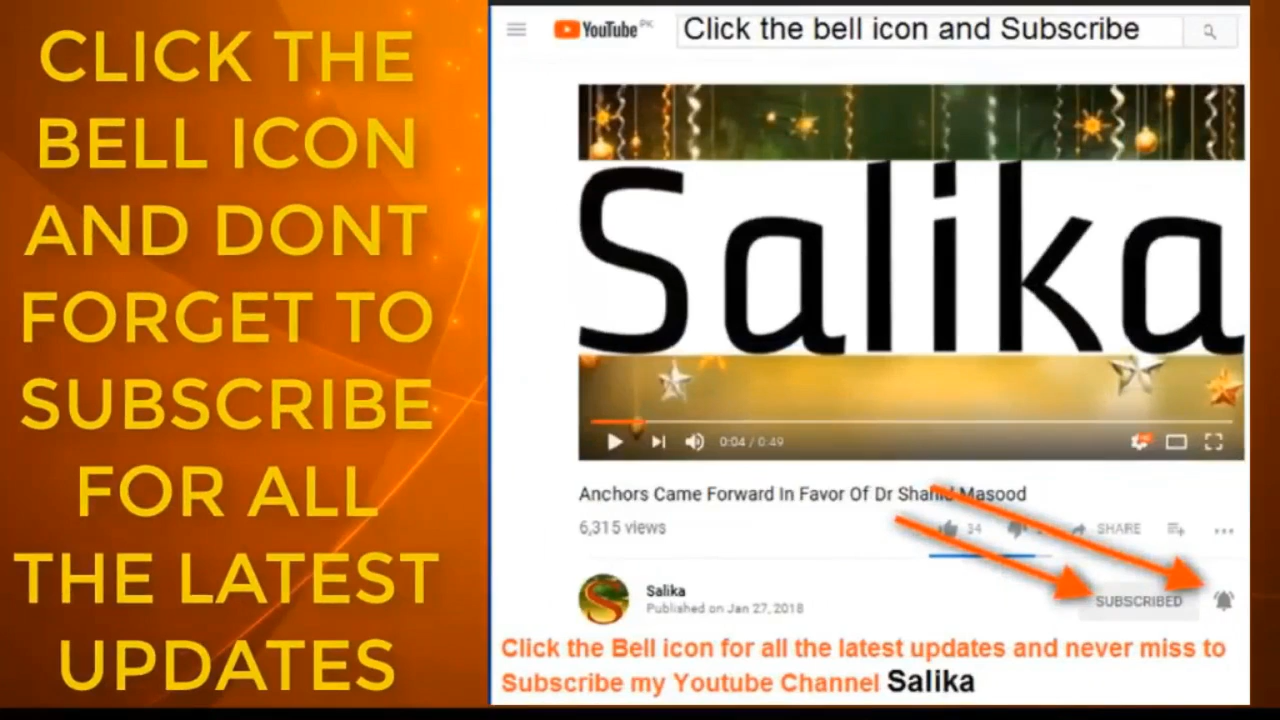 CLICK THE
BELL ICON
AND DONT
FORGET TO
SUBSCRIBE
FOR ALL
THE LATEST
UPDATES
YouTube PK
Click the bell icon and Subscribe
Salika
0:04 / 0:49
Anchors Came Forward In Favor Of Dr Shahid Masood
6,315 views
34
SHARE
Salika
Published on Jan 27, 2018
SUBSCRIBED
Click the Bell icon for all the latest updates and never miss to
Subscribe my Youtube Channel Salika